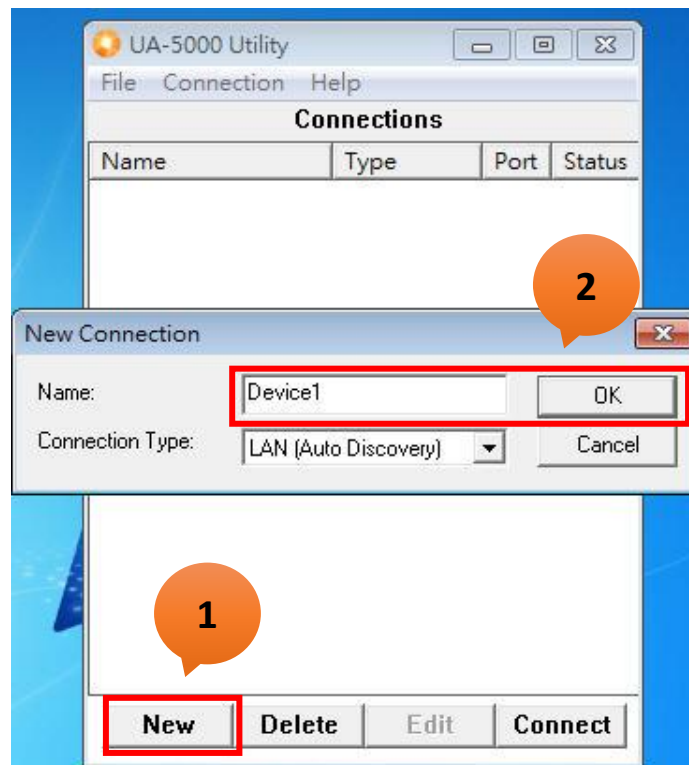 UA-5000 Utility
File Connection Help
Connections
Name Type Port Status
2
New Connection
Name: Device1 OK
Connection Type: LAN (Auto Discovery) Cancel
1
New Delete Edit Connect